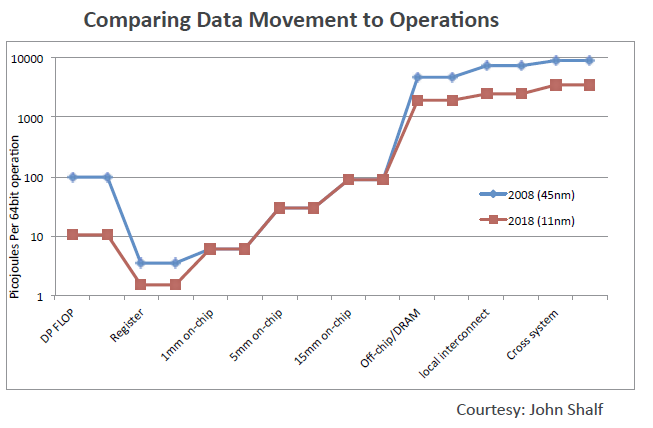 Comparing Data Movement to Operations
Picojoules Per 64bit operation
10000
1000
100
10
1
2008 (45nm)
2018 (11nm)
DP FLOP
Register
1mm on-chip
5mm on-chip
15mm on-chip
Off-chip/DRAM
local interconnect
Cross system
Courtesy: John Shalf